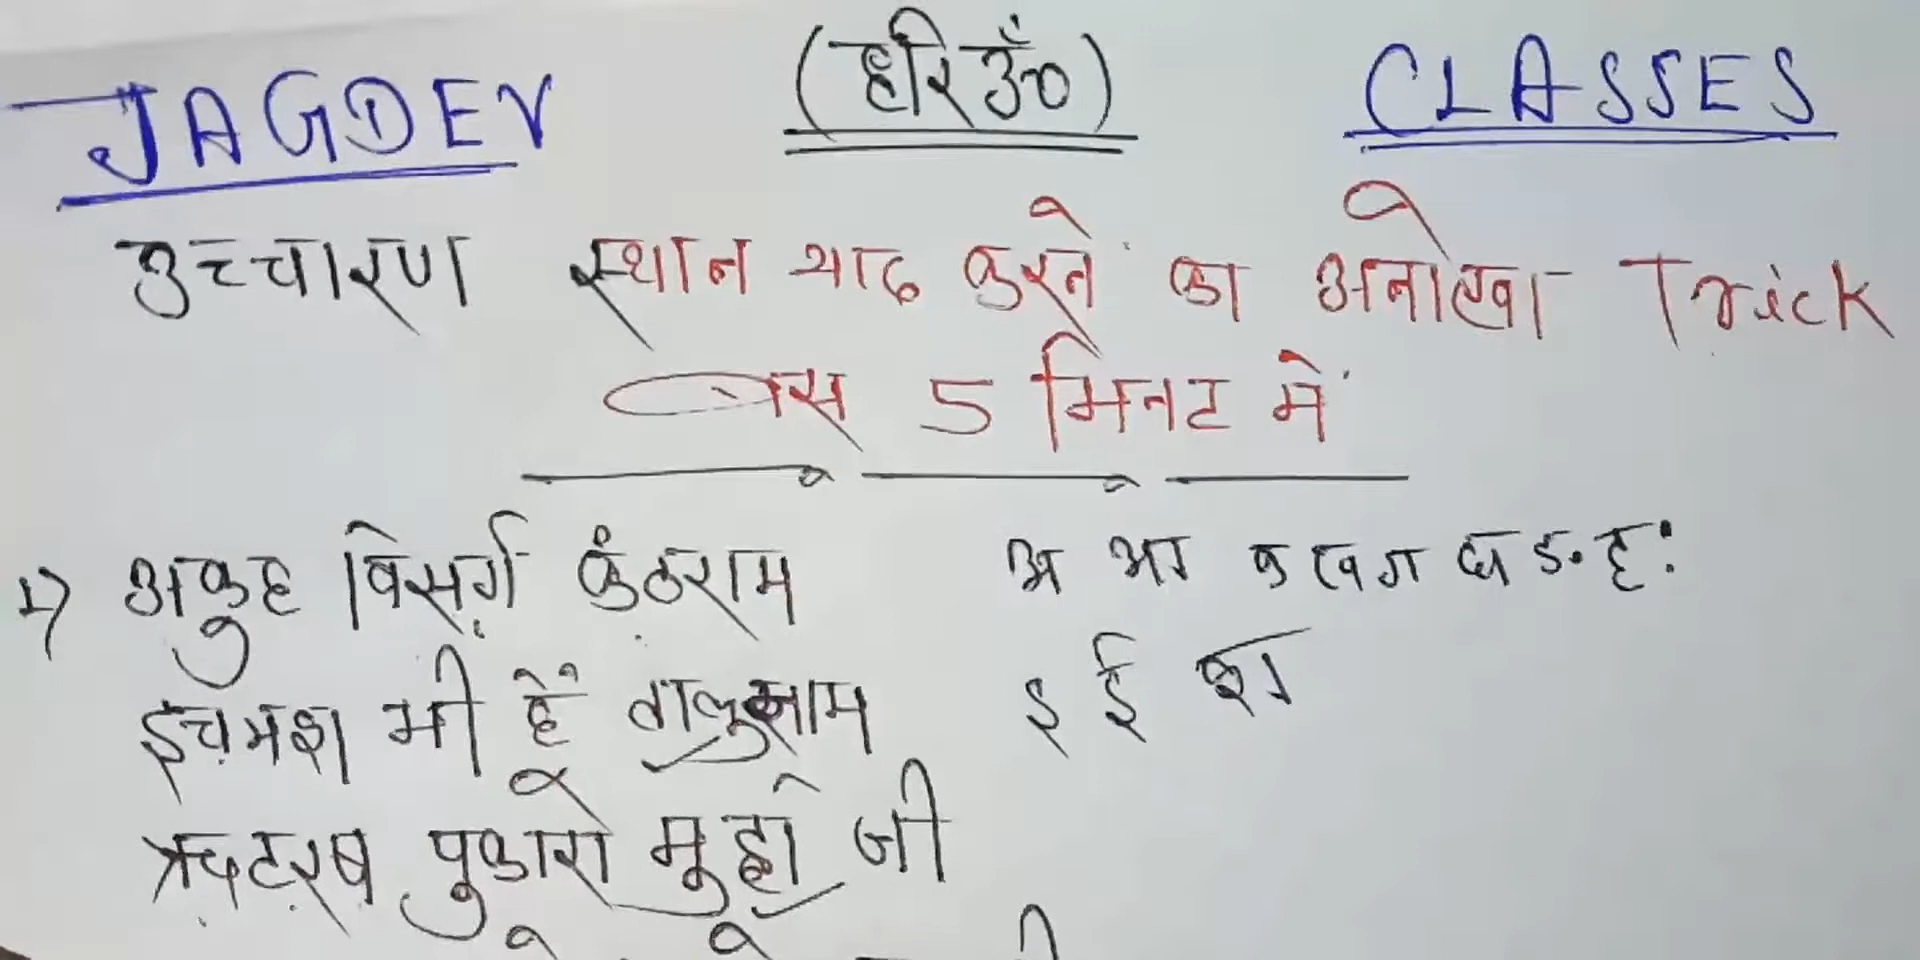 JAGDEV (हरि ॐ) CLASSES
उच्चारण स्थान याद करने का अनोखा Trick
बस 5 मिनट में
1) अकुह विसर्ग कंठराम अ आ क ख ग घ ङ ह :
इचयश भी हैं तालुराम इ ई श
ऋटरष पुकारो मूर्द्धा जी